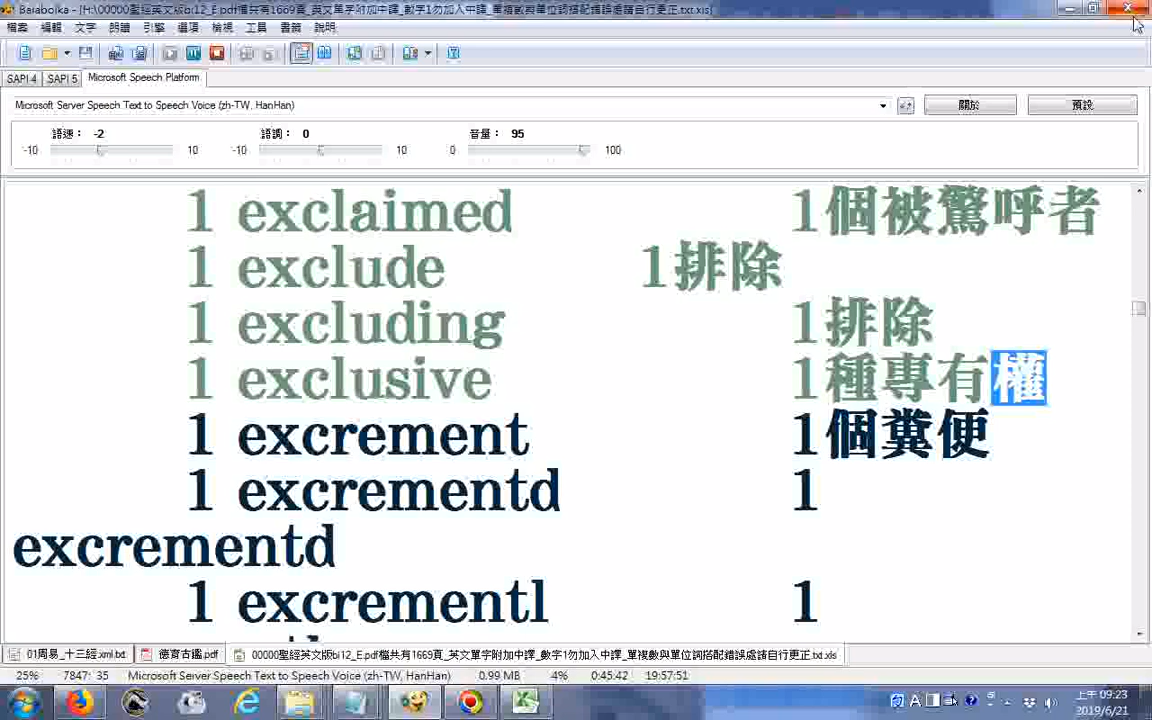 Balabolka - [H:\00000聖經英文版bi12_E.pdf檔共有1669頁_英文單字附加中譯_數字1勿加入中譯_單複數與單位詞搭配錯誤處請自行更正.txt.xls]
檔案 編輯 文字 朗讀 引擎 選項 檢視 工具 書籤 說明
SAPI 4 SAPI 5 Microsoft Speech Platform
Microsoft Server Speech Text to Speech Voice (zh-TW, HanHan) 關於 預設
語速： -2 語調： 0 音量： 95
-10 10 -10 10 0 100
1 exclaimed 1個被驚呼者
1 exclude 1排除
1 excluding 1排除
1 exclusive 1種專有權
1 excrement 1個糞便
1 excrementd 1
excrementd
1 excrementl 1
01周易_十三經.xml.txt 德育古鑑.pdf 00000聖經英文版bi12_E.pdf檔共有1669頁_英文單字附加中譯_數字1勿加入中譯_單複數與單位詞搭配錯誤處請自行更正.txt.xls
25% 7847: 35 Microsoft Server Speech Text to Speech Voice (zh-TW, HanHan) 0.99 MB 4% 0:45:42 19:57:51
上午 09:23
2019/6/21